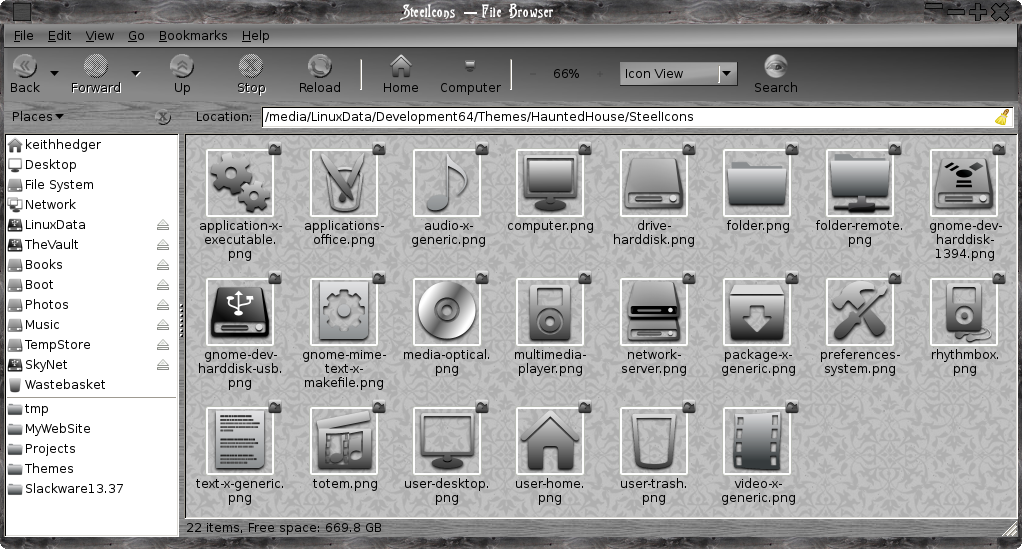 SteelIcons — File Browser
File Edit View Go Bookmarks Help
Back Forward Up Stop Reload Home Computer 66% Icon View Search
Places Location: /media/LinuxData/Development64/Themes/HauntedHouse/SteelIcons
keithhedger
Desktop
File System
Network
LinuxData
TheVault
Books
Boot
Photos
Music
TempStore
SkyNet
Wastebasket
tmp
MyWebSite
Projects
Themes
Slackware13.37
application-x-
executable.
png
applications-
office.png
audio-x-
generic.png
computer.png
drive-
harddisk.png
folder.png
folder-remote.
png
gnome-dev-
harddisk-
1394.png
gnome-dev-
harddisk-usb.
png
gnome-mime-
text-x-
makefile.png
media-optical.
png
multimedia-
player.png
network-
server.png
package-x-
generic.png
preferences-
system.png
rhythmbox.
png
text-x-generic.
png
totem.png
user-desktop.
png
user-home.
png
user-trash.
png
video-x-
generic.png
22 items, Free space: 669.8 GB